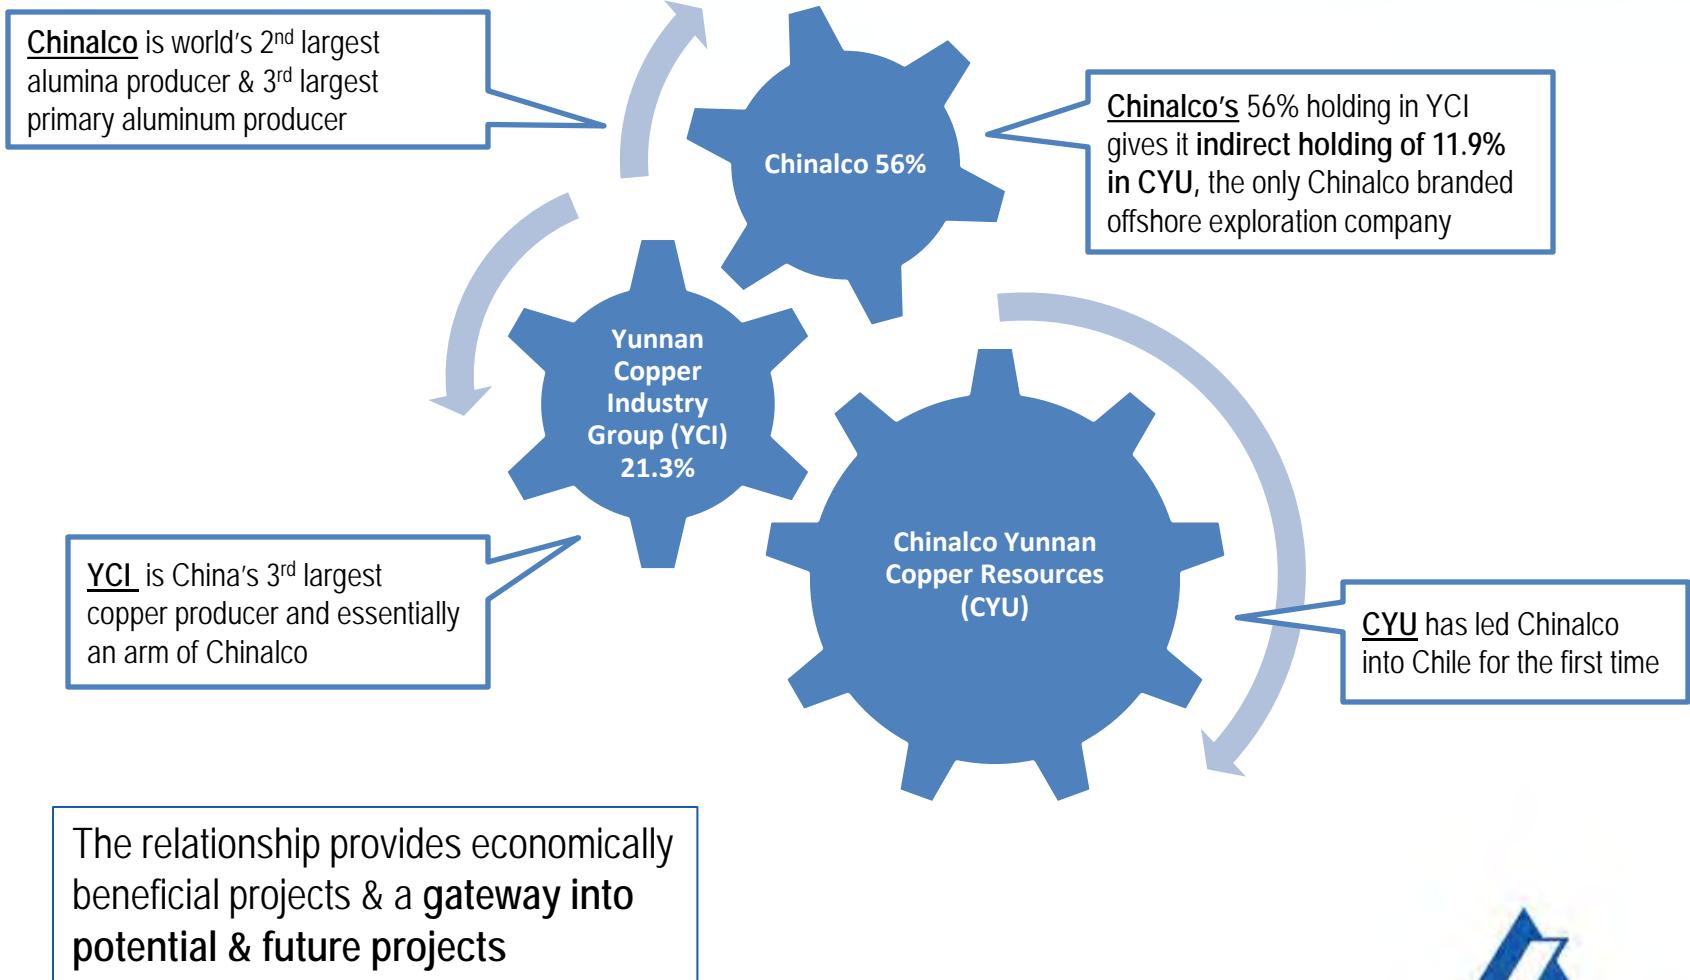 Chinalco is world’s 2nd largest
alumina producer & 3rd largest
primary aluminum producer
Chinalco 56%
Chinalco’s 56% holding in YCI
gives it indirect holding of 11.9%
in CYU, the only Chinalco branded
offshore exploration company
Yunnan
Copper
Industry
Group (YCI)
21.3%
Chinalco Yunnan
Copper Resources
(CYU)
YCI is China’s 3rd largest
copper producer and essentially
an arm of Chinalco
CYU has led Chinalco
into Chile for the first time
The relationship provides economically
beneficial projects & a gateway into
potential & future projects